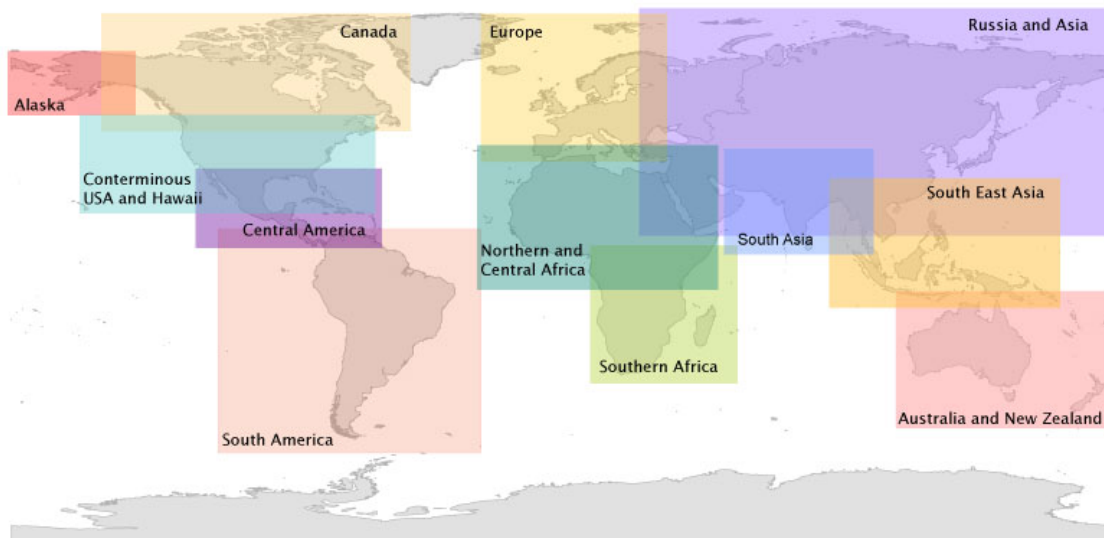 Canada
Europe
Russia and Asia
Alaska
Conterminous
USA and Hawaii
South East Asia
Central America
South Asia
Northern and
Central Africa
Southern Africa
Australia and New Zealand
South America